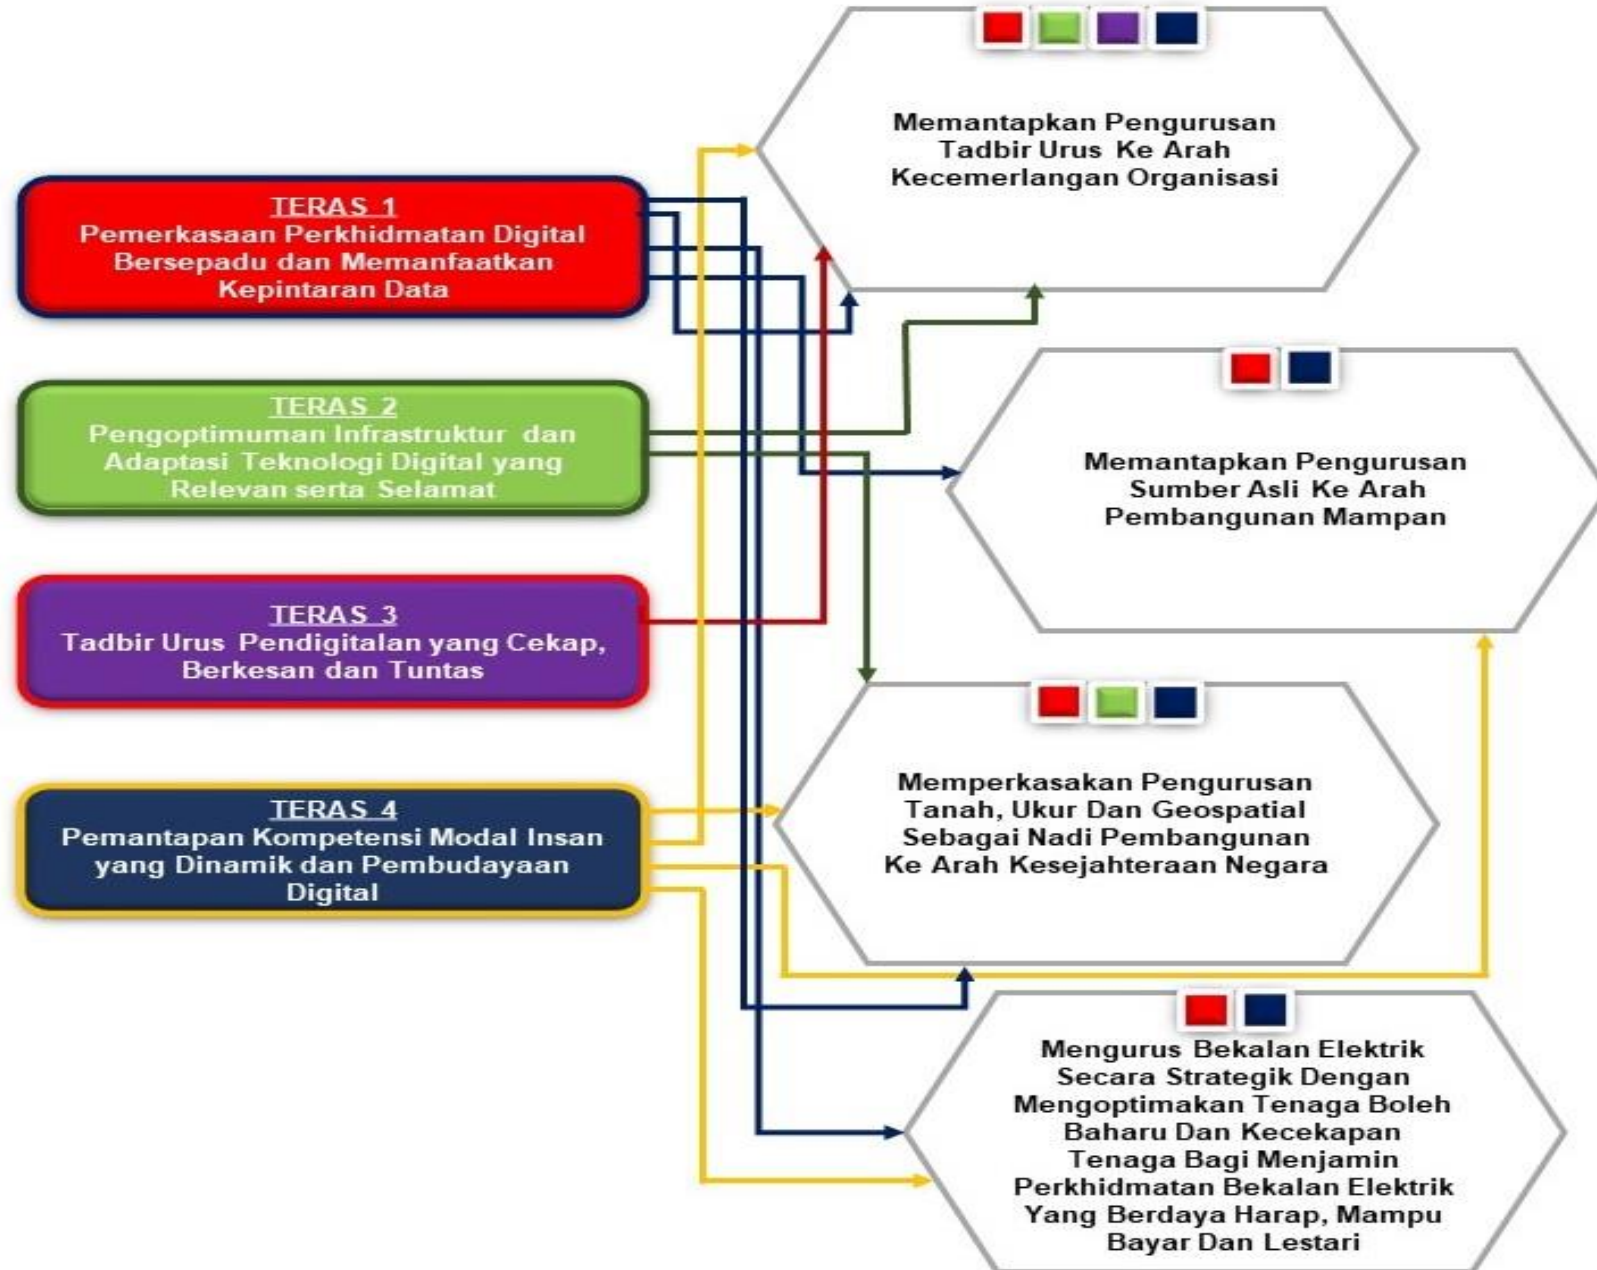 TERAS 1
Pemerkasaan Perkhidmatan Digital
Bersepadu dan Memanfaatkan
Kepintaran Data
TERAS 2
Pengoptimuman Infrastruktur dan
Adaptasi Teknologi Digital yang
Relevan serta Selamat
TERAS 3
Tadbir Urus Pendigitalan yang Cekap,
Berkesan dan Tuntas
TERAS 4
Pemantapan Kompetensi Modal Insan
yang Dinamik dan Pembudayaan
Digital
Memantapkan Pengurusan
Tadbir Urus Ke Arah
Kecemerlangan Organisasi
Memantapkan Pengurusan
Sumber Asli Ke Arah
Pembangunan Mampan
Memperkasakan Pengurusan
Tanah, Ukur Dan Geospatial
Sebagai Nadi Pembangunan
Ke Arah Kesejahteraan Negara
Mengurus Bekalan Elektrik
Secara Strategik Dengan
Mengoptimakan Tenaga Boleh
Baharu Dan Kecekapan
Tenaga Bagi Menjamin
Perkhidmatan Bekalan Elektrik
Yang Berdaya Harap, Mampu
Bayar Dan Lestari